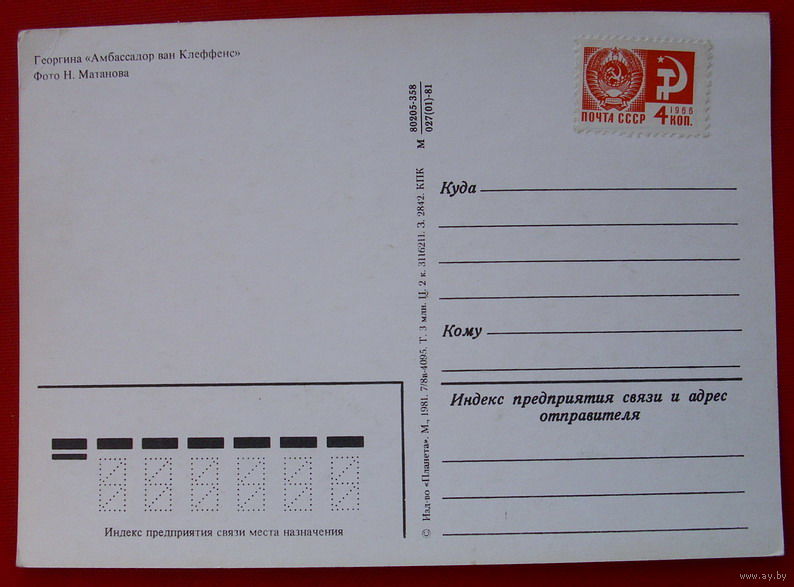 Георгина «Амбассадор ван Клеффенс»
Фото Н. Матанова
М 80205-358
027(01)-81
ПОЧТА СССР
1966
4 КОП.
© Изд-во «Планета». М., 1981. 7/8в-4095. Т. 3 млн. Ц. 2 к. 3116211. З. 2842. КПК
Куда
Кому
Индекс предприятия связи и адрес
отправителя
Индекс предприятия связи места назначения
www.ay.by